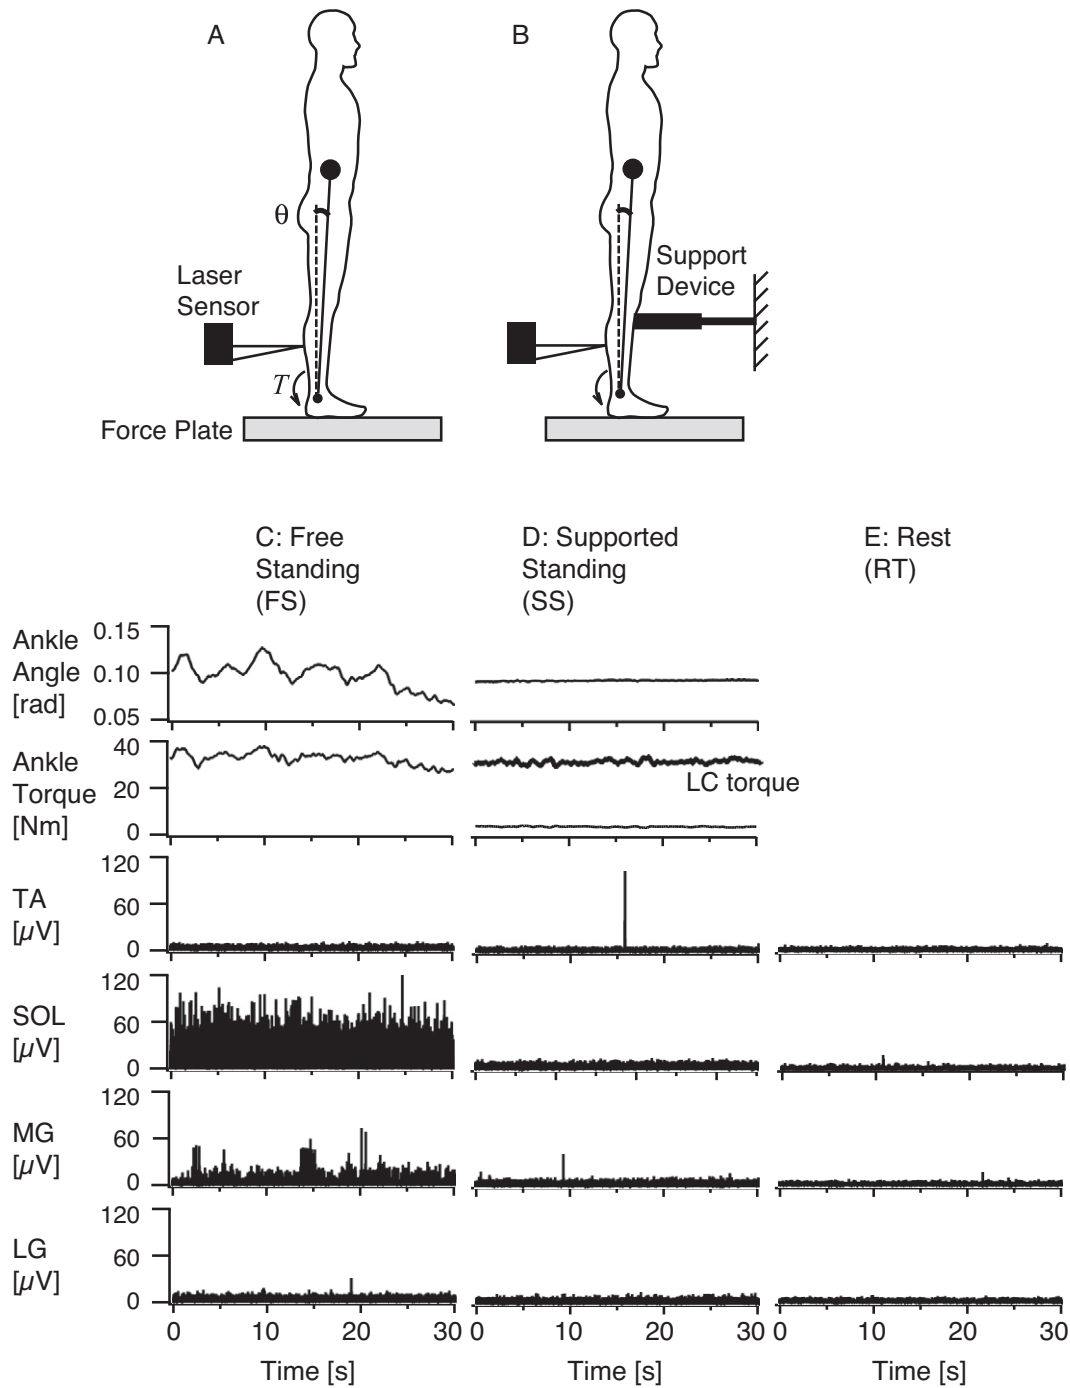 A
B
θ
Laser
Sensor
Support
Device
T
Force Plate
C: Free
Standing
(FS)
D: Supported
Standing
(SS)
E: Rest
(RT)
Ankle
Angle
[rad]
0.15
0.10
0.05
Ankle
Torque
[Nm]
40
20
0
LC torque
TA
[µV]
120
60
0
SOL
[µV]
120
60
0
MG
[µV]
120
60
0
LG
[µV]
120
60
0
0 10 20 30
0 10 20 30
0 10 20 30
Time [s]
Time [s]
Time [s]